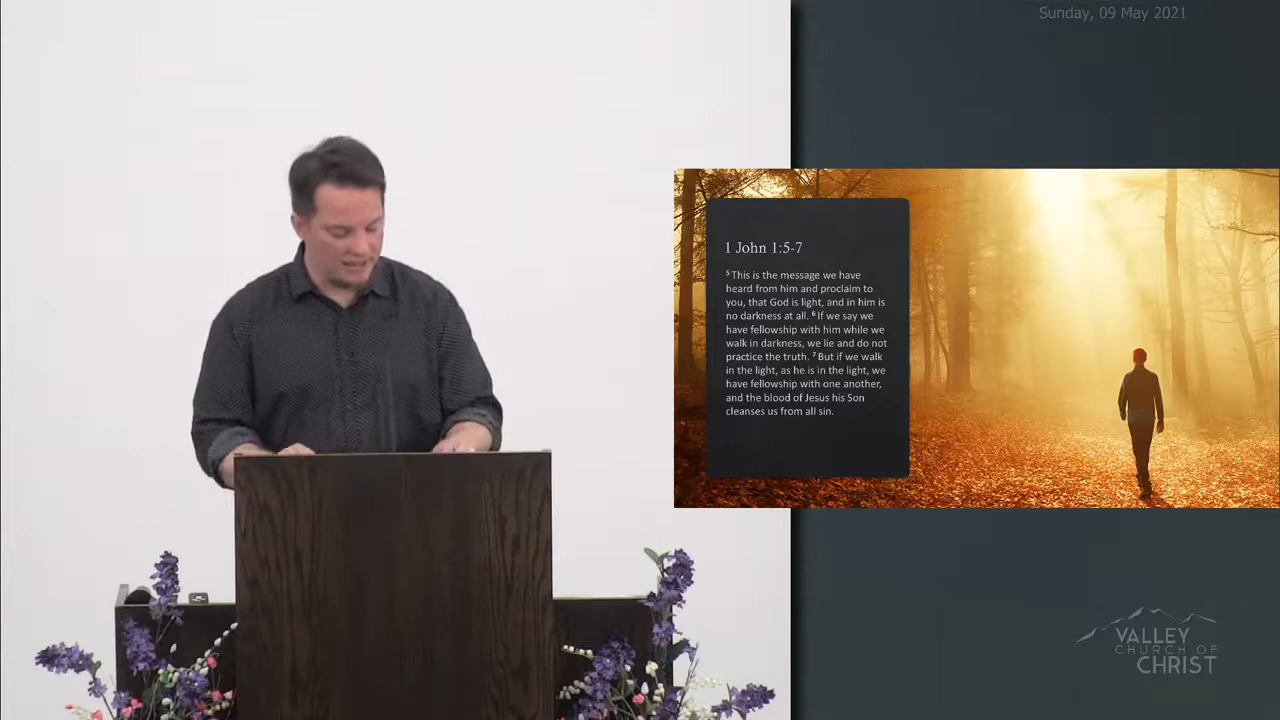 Sunday, 09 May 2021
1 John 1:5-7
5 This is the message we have
heard from him and proclaim to
you, that God is light, and in him is
no darkness at all. 6 If we say we
have fellowship with him while we
walk in darkness, we lie and do not
practice the truth. 7 But if we walk
in the light, as he is in the light, we
have fellowship with one another,
and the blood of Jesus his Son
cleanses us from all sin.
VALLEY
CHURCH OF
CHRIST